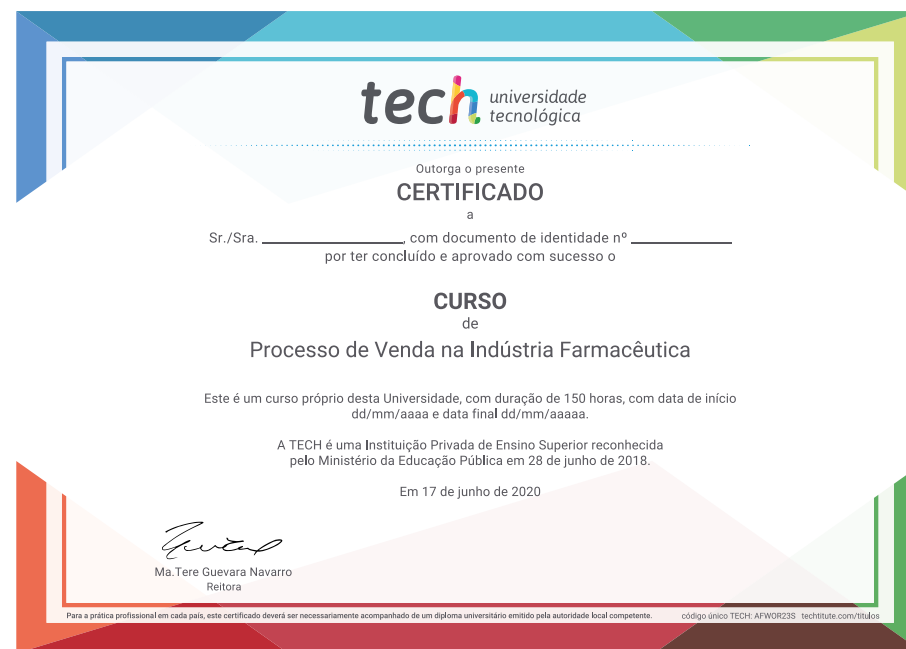 tech universidade
tecnológica
Outorga o presente
CERTIFICADO
a
Sr./Sra. ____________, com documento de identidade nº ____________
por ter concluído e aprovado com sucesso o
CURSO
de
Processo de Venda na Indústria Farmacêutica
Este é um curso próprio desta Universidade, com duração de 150 horas, com data de início
dd/mm/aaaa e data final dd/mm/aaaaa.
A TECH é uma Instituição Privada de Ensino Superior reconhecida
pelo Ministério da Educação Pública em 28 de junho de 2018.
Em 17 de junho de 2020
Ma.Tere Guevara Navarro
Reitora
Para a prática profissional em cada país, este certificado deverá ser necessariamente acompanhado de um diploma universitário emitido pela autoridade local competente. código único TECH: AFWOR23S techtitute.com/titulos